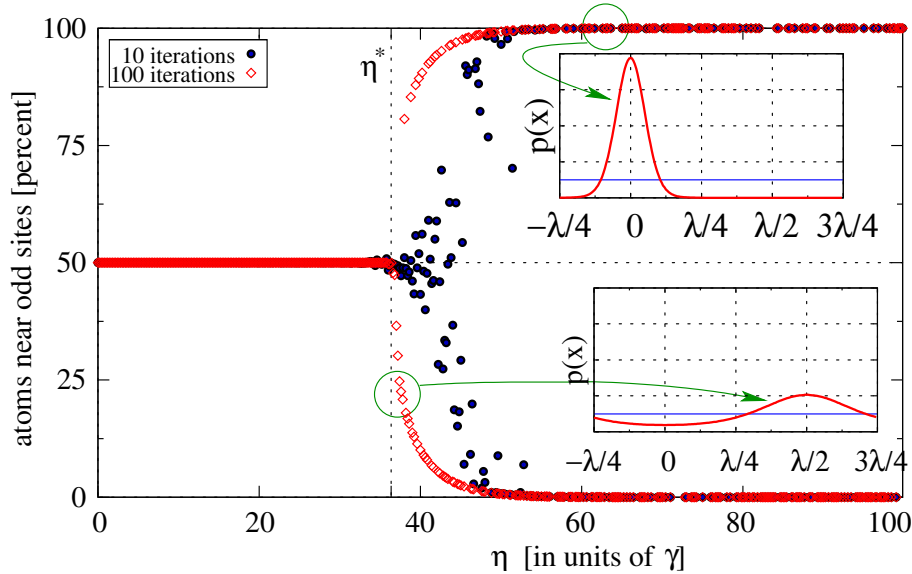 100
75
50
25
0
atoms near odd sites [percent]
10 iterations
100 iterations
η*
p(x)
−λ/4 0 λ/4 λ/2 3λ/4
p(x)
−λ/4 0 λ/4 λ/2 3λ/4
0 20 40 60 80 100
η [in units of γ]